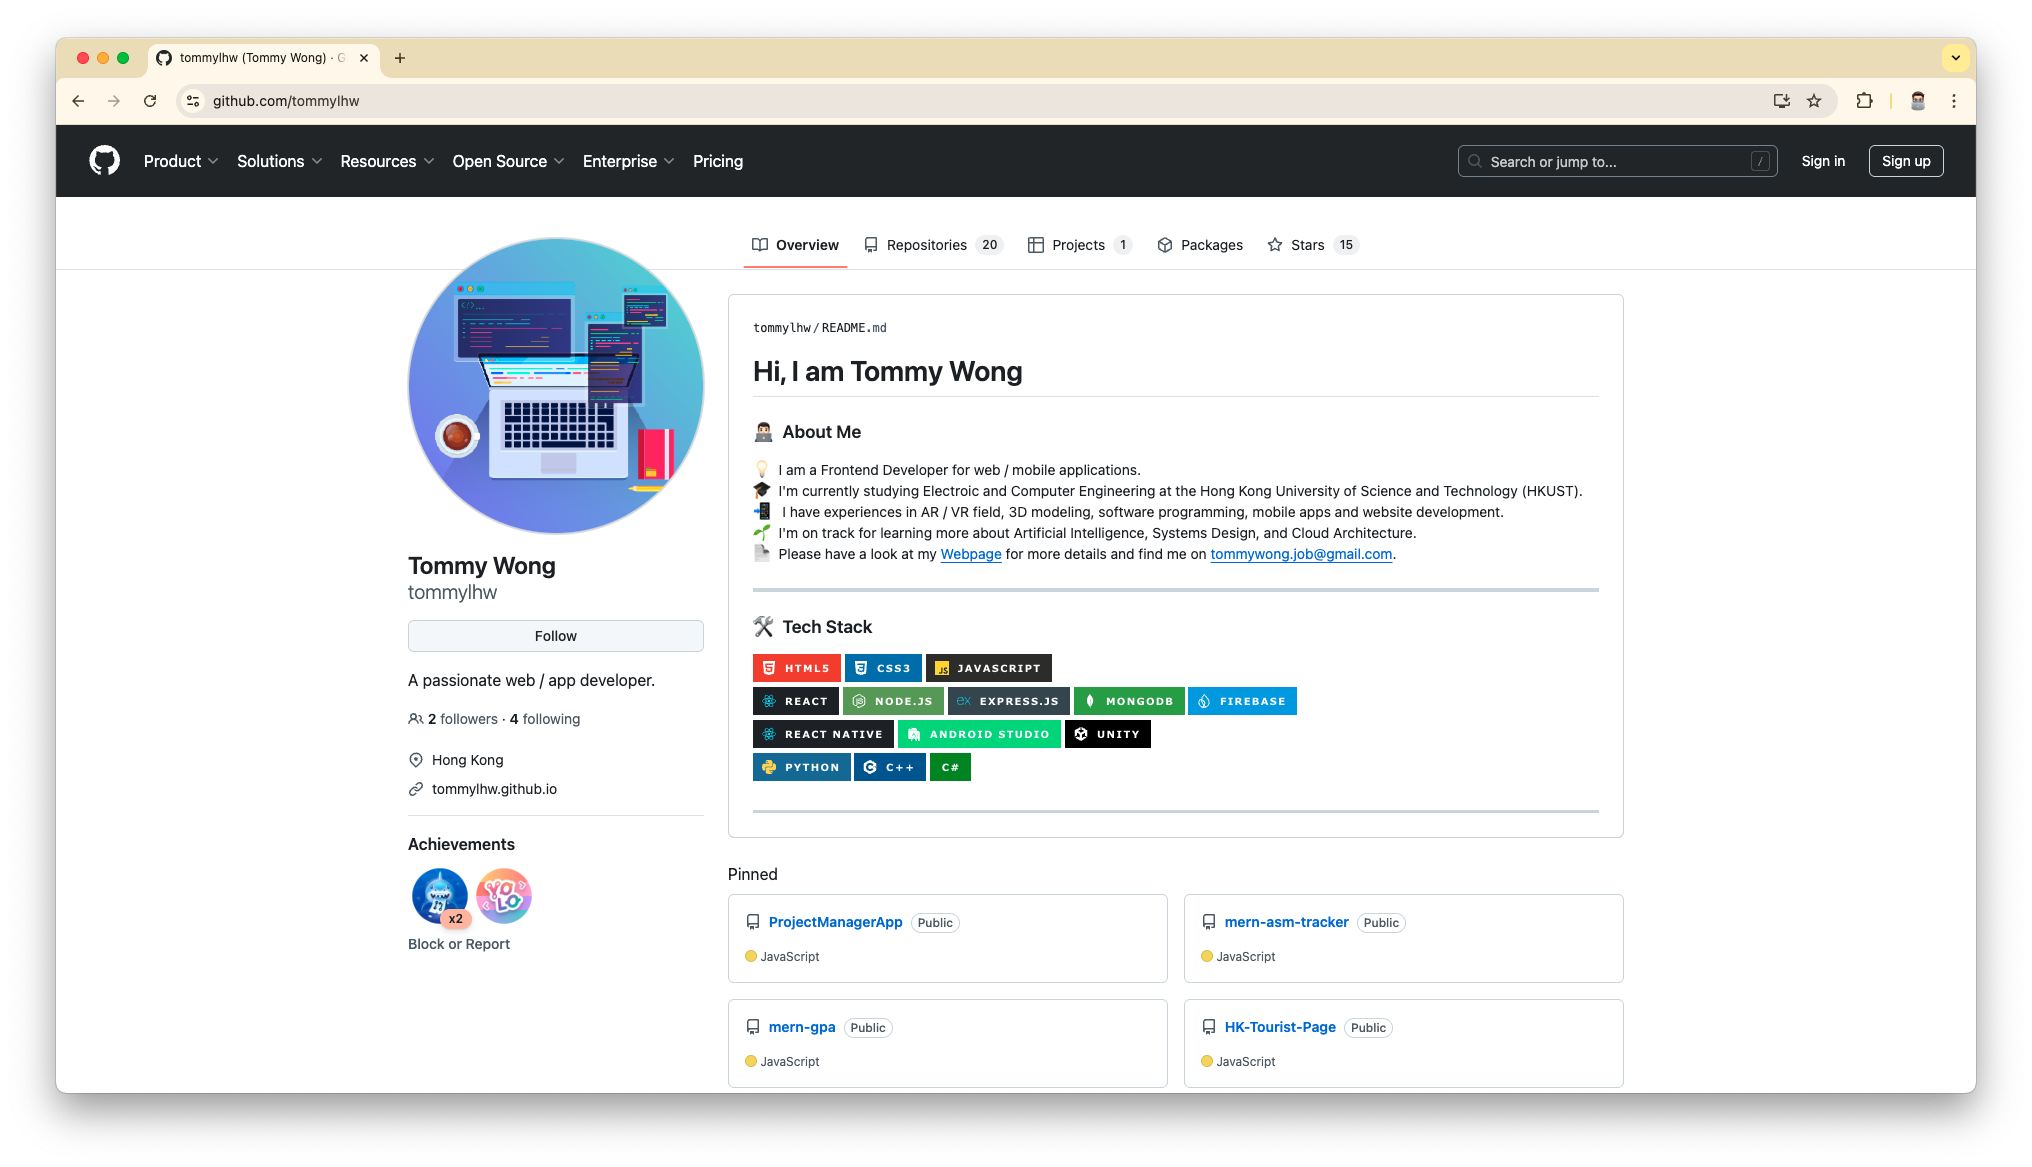 tommylhw (Tommy Wong) · G
github.com/tommylhw
Product Solutions Resources Open Source Enterprise Pricing Search or jump to... / Sign in Sign up
Overview Repositories 20 Projects 1 Packages Stars 15
tommylhw/README.md
Hi, I am Tommy Wong
About Me
I am a Frontend Developer for web / mobile applications.
I'm currently studying Electroic and Computer Engineering at the Hong Kong University of Science and Technology (HKUST).
I have experiences in AR / VR field, 3D modeling, software programming, mobile apps and website development.
I'm on track for learning more about Artificial Intelligence, Systems Design, and Cloud Architecture.
Please have a look at my Webpage for more details and find me on tommywong.job@gmail.com.
Tech Stack
HTML5 CSS3 JS JAVASCRIPT
REACT NODE.JS EX EXPRESS.JS MONGODB FIREBASE
REACT NATIVE ANDROID STUDIO UNITY
PYTHON C++ C#
Tommy Wong
tommylhw
Follow
A passionate web / app developer.
2 followers · 4 following
Hong Kong
tommylhw.github.io
Achievements
x2 YOLO
Block or Report
Pinned
ProjectManagerApp Public
JavaScript
mern-asm-tracker Public
JavaScript
mern-gpa Public
JavaScript
HK-Tourist-Page Public
JavaScript